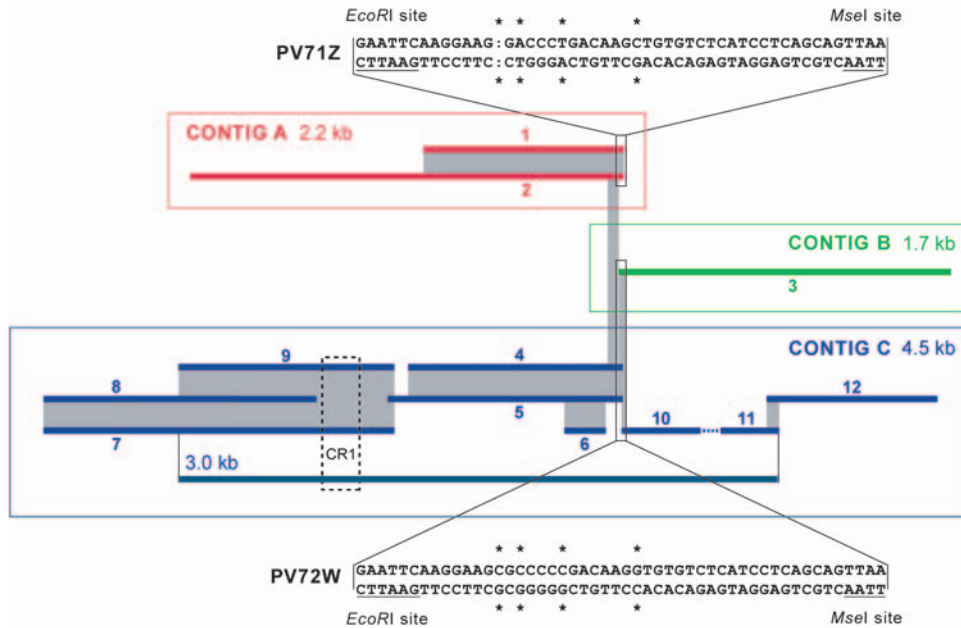 EcoRI site * * * * MseI site
PV71Z GAATTCAAGGAAG:GACCCTGACAAGCTGTGTCTCATCCTCAGCAGTTAA
CTTAAGTTCCTTC:CTGGGACTGTTCGACACAGAGTAGGAGTCGTCAATT
* * * *
CONTIG A 2.2 kb 1
2
CONTIG B 1.7 kb
3
CONTIG C 4.5 kb
9 4
8 5 12
7 6 10 11
CR1
3.0 kb
* * * *
PV72W GAATTCAAGGAAGCGCCCCCGACAAGGTGTGTCTCATCCTCAGCAGTTAA
CTTAAGTTCCTTCGCGGGGGCTGTTCCACACAGAGTAGGAGTCGTCAATT
* * * *
EcoRI site MseI site